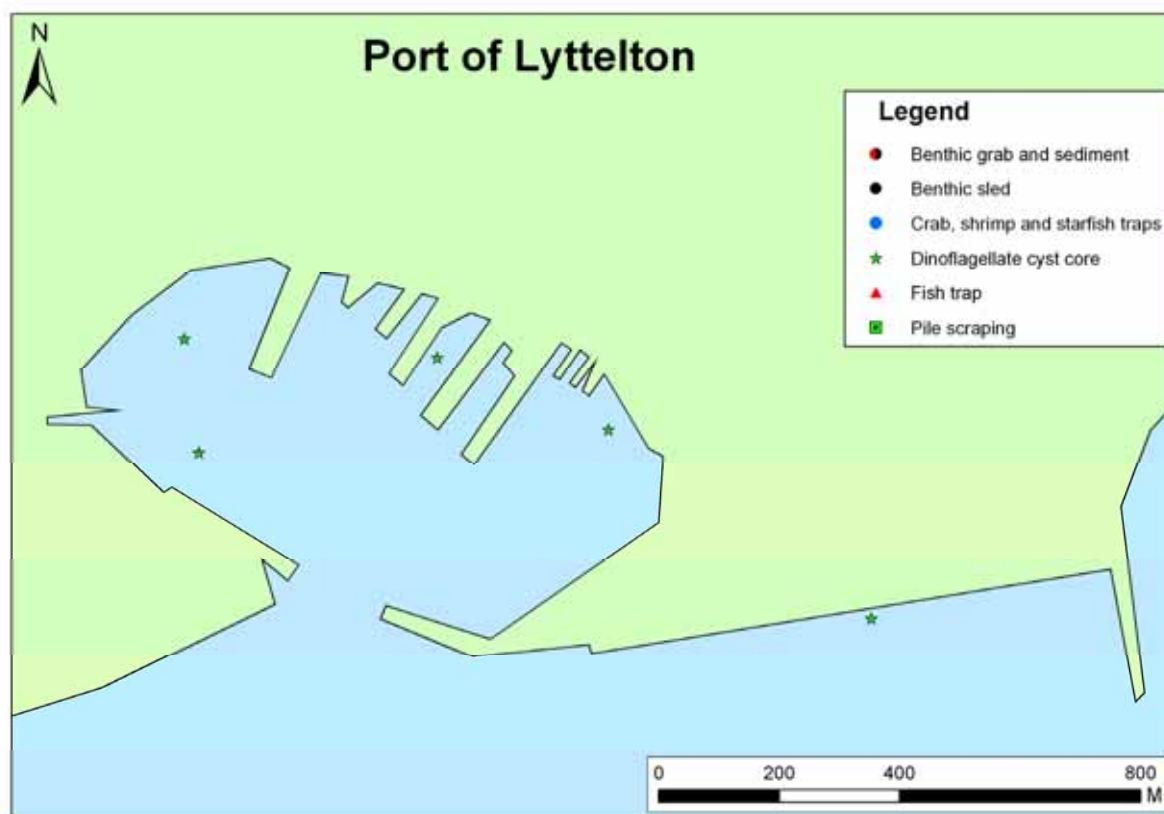 N
Port of Lyttelton
Legend
Benthic grab and sediment
Benthic sled
Crab, shrimp and starfish traps
Dinoflagellate cyst core
Fish trap
Pile scraping
0 200 400 800
M